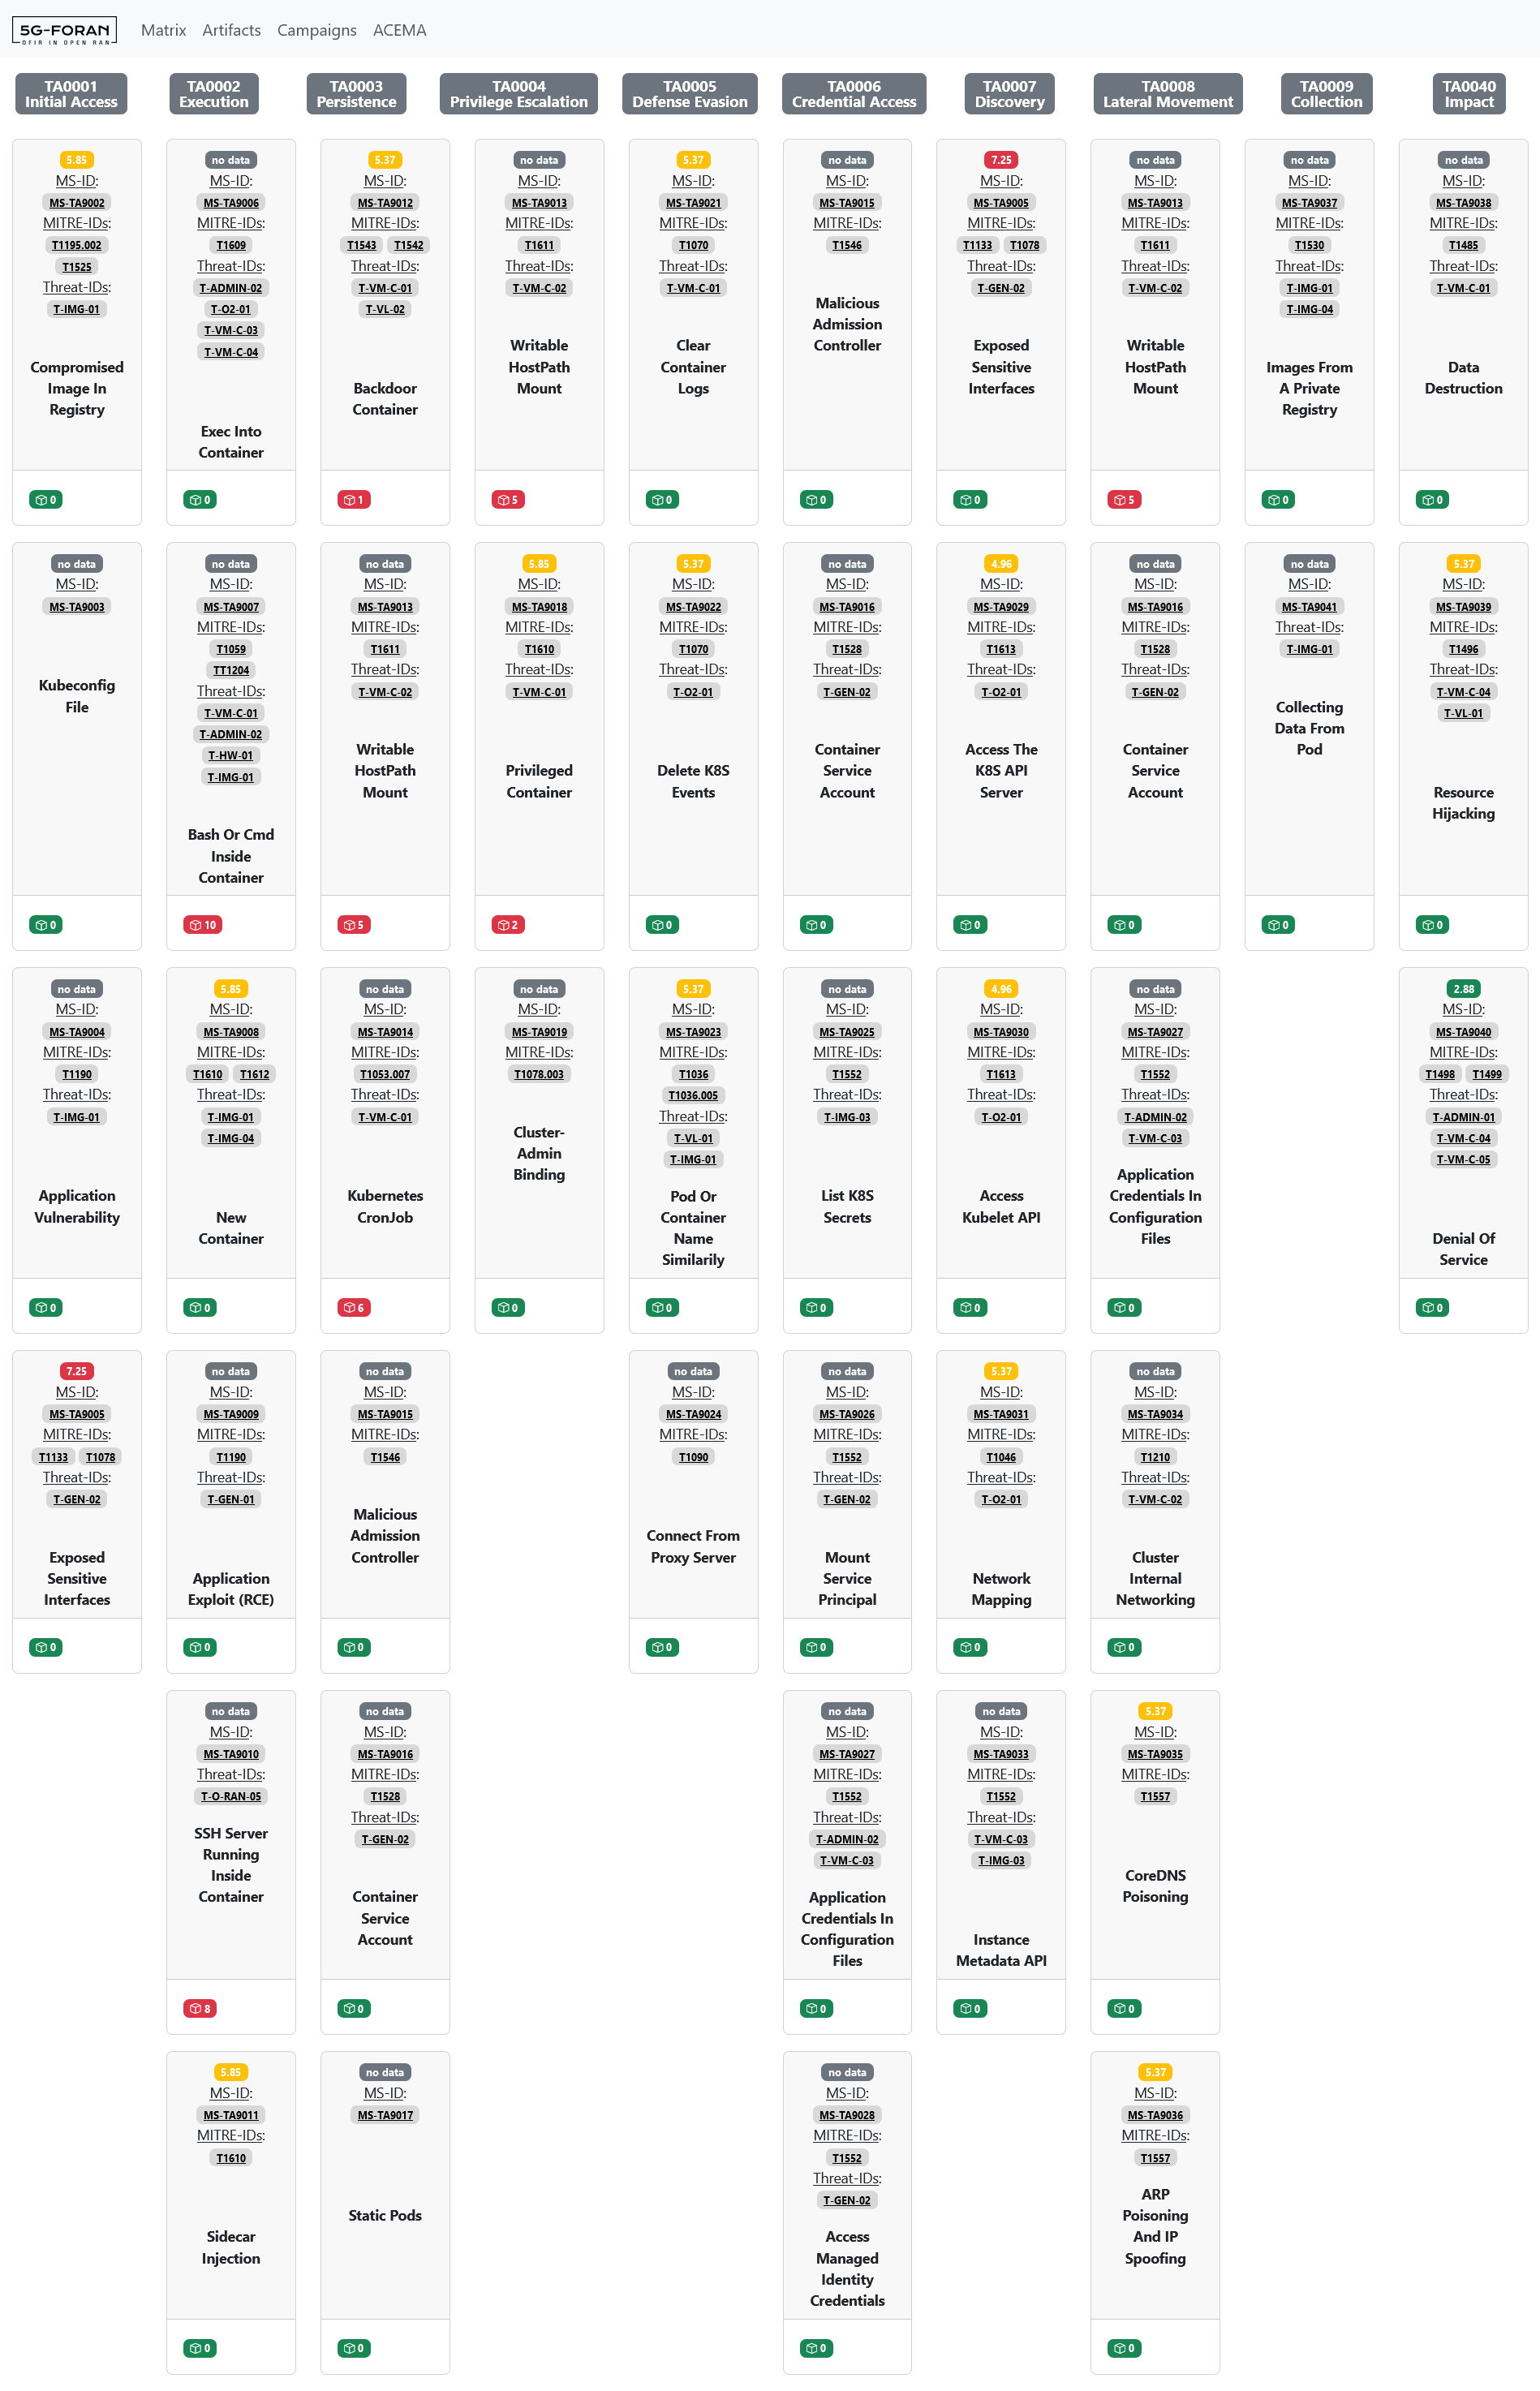 5G-FORAN
DFIR IN OPEN RAN
Matrix
Artifacts
Campaigns
ACEMA
TA0001
Initial Access
TA0002
Execution
TA0003
Persistence
TA0004
Privilege Escalation
TA0005
Defense Evasion
TA0006
Credential Access
TA0007
Discovery
TA0008
Lateral Movement
TA0009
Collection
TA0040
Impact
5.85
MS-ID:
MS-TA9002
MITRE-IDs:
T1195.002
T1525
Threat-IDs:
T-IMG-01
Compromised
Image In
Registry
0
no data
MS-ID:
MS-TA9006
MITRE-IDs:
T1609
Threat-IDs:
T-ADMIN-02
T-O2-01
T-VM-C-03
T-VM-C-04
Exec Into
Container
0
5.37
MS-ID:
MS-TA9012
MITRE-IDs:
T1543 T1542
Threat-IDs:
T-VM-C-01
T-VL-02
Backdoor
Container
1
no data
MS-ID:
MS-TA9013
MITRE-IDs:
T1611
Threat-IDs:
T-VM-C-02
Writable
HostPath
Mount
5
5.37
MS-ID:
MS-TA9021
MITRE-IDs:
T1070
Threat-IDs:
T-VM-C-01
Clear
Container
Logs
0
no data
MS-ID:
MS-TA9015
MITRE-IDs:
T1546
Malicious
Admission
Controller
0
7.25
MS-ID:
MS-TA9005
MITRE-IDs:
T1133 T1078
Threat-IDs:
T-GEN-02
Exposed
Sensitive
Interfaces
0
no data
MS-ID:
MS-TA9013
MITRE-IDs:
T1611
Threat-IDs:
T-VM-C-02
Writable
HostPath
Mount
5
no data
MS-ID:
MS-TA9037
MITRE-IDs:
T1530
Threat-IDs:
T-IMG-01
T-IMG-04
Images From
A Private
Registry
0
no data
MS-ID:
MS-TA9038
MITRE-IDs:
T1485
Threat-IDs:
T-VM-C-01
Data
Destruction
0
no data
MS-ID:
MS-TA9003
Kubeconfig
File
0
no data
MS-ID:
MS-TA9007
MITRE-IDs:
T1059
TT1204
Threat-IDs:
T-VM-C-01
T-ADMIN-02
T-HW-01
T-IMG-01
Bash Or Cmd
Inside
Container
10
no data
MS-ID:
MS-TA9013
MITRE-IDs:
T1611
Threat-IDs:
T-VM-C-02
Writable
HostPath
Mount
5
5.85
MS-ID:
MS-TA9018
MITRE-IDs:
T1610
Threat-IDs:
T-VM-C-01
Privileged
Container
2
5.37
MS-ID:
MS-TA9022
MITRE-IDs:
T1070
Threat-IDs:
T-O2-01
Delete K8S
Events
0
no data
MS-ID:
MS-TA9016
MITRE-IDs:
T1528
Threat-IDs:
T-GEN-02
Container
Service
Account
0
4.96
MS-ID:
MS-TA9029
MITRE-IDs:
T1613
Threat-IDs:
T-O2-01
Access The
K8S API
Server
0
no data
MS-ID:
MS-TA9016
MITRE-IDs:
T1528
Threat-IDs:
T-GEN-02
Container
Service
Account
0
no data
MS-ID:
MS-TA9041
Threat-IDs:
T-IMG-01
Collecting
Data From
Pod
0
5.37
MS-ID:
MS-TA9039
MITRE-IDs:
T1496
Threat-IDs:
T-VM-C-04
T-VL-01
Resource
Hijacking
0
no data
MS-ID:
MS-TA9004
MITRE-IDs:
T1190
Threat-IDs:
T-IMG-01
Application
Vulnerability
0
5.85
MS-ID:
MS-TA9008
MITRE-IDs:
T1610 T1612
Threat-IDs:
T-IMG-01
T-IMG-04
New
Container
0
no data
MS-ID:
MS-TA9014
MITRE-IDs:
T1053.007
Threat-IDs:
T-VM-C-01
Kubernetes
CronJob
6
no data
MS-ID:
MS-TA9019
MITRE-IDs:
T1078.003
Cluster-
Admin
Binding
0
5.37
MS-ID:
MS-TA9023
MITRE-IDs:
T1036
T1036.005
Threat-IDs:
T-VL-01
T-IMG-01
Pod Or
Container
Name
Similarily
0
no data
MS-ID:
MS-TA9025
MITRE-IDs:
T1552
Threat-IDs:
T-IMG-03
List K8S
Secrets
0
4.96
MS-ID:
MS-TA9030
MITRE-IDs:
T1613
Threat-IDs:
T-O2-01
Access
Kubelet API
0
no data
MS-ID:
MS-TA9027
MITRE-IDs:
T1552
Threat-IDs:
T-ADMIN-02
T-VM-C-03
Application
Credentials In
Configuration
Files
0
2.88
MS-ID:
MS-TA9040
MITRE-IDs:
T1498 T1499
Threat-IDs:
T-ADMIN-01
T-VM-C-04
T-VM-C-05
Denial Of
Service
0
7.25
MS-ID:
MS-TA9005
MITRE-IDs:
T1133 T1078
Threat-IDs:
T-GEN-02
Exposed
Sensitive
Interfaces
0
no data
MS-ID:
MS-TA9009
MITRE-IDs:
T1190
Threat-IDs:
T-GEN-01
Application
Exploit (RCE)
0
no data
MS-ID:
MS-TA9015
MITRE-IDs:
T1546
Malicious
Admission
Controller
0
no data
MS-ID:
MS-TA9024
MITRE-IDs:
T1090
Connect From
Proxy Server
0
no data
MS-ID:
MS-TA9026
MITRE-IDs:
T1552
Threat-IDs:
T-GEN-02
Mount
Service
Principal
0
5.37
MS-ID:
MS-TA9031
MITRE-IDs:
T1046
Threat-IDs:
T-O2-01
Network
Mapping
0
no data
MS-ID:
MS-TA9034
MITRE-IDs:
T1210
Threat-IDs:
T-VM-C-02
Cluster
Internal
Networking
0
no data
MS-ID:
MS-TA9010
Threat-IDs:
T-O-RAN-05
SSH Server
Running
Inside
Container
8
no data
MS-ID:
MS-TA9016
MITRE-IDs:
T1528
Threat-IDs:
T-GEN-02
Container
Service
Account
0
no data
MS-ID:
MS-TA9027
MITRE-IDs:
T1552
Threat-IDs:
T-ADMIN-02
T-VM-C-03
Application
Credentials In
Configuration
Files
0
no data
MS-ID:
MS-TA9033
MITRE-IDs:
T1552
Threat-IDs:
T-VM-C-03
T-IMG-03
Instance
Metadata API
0
5.37
MS-ID:
MS-TA9035
MITRE-IDs:
T1557
CoreDNS
Poisoning
0
5.85
MS-ID:
MS-TA9011
MITRE-IDs:
T1610
Sidecar
Injection
0
no data
MS-ID:
MS-TA9017
Static Pods
0
no data
MS-ID:
MS-TA9028
MITRE-IDs:
T1552
Threat-IDs:
T-GEN-02
Access
Managed
Identity
Credentials
0
5.37
MS-ID:
MS-TA9036
MITRE-IDs:
T1557
ARP
Poisoning
And IP
Spoofing
0